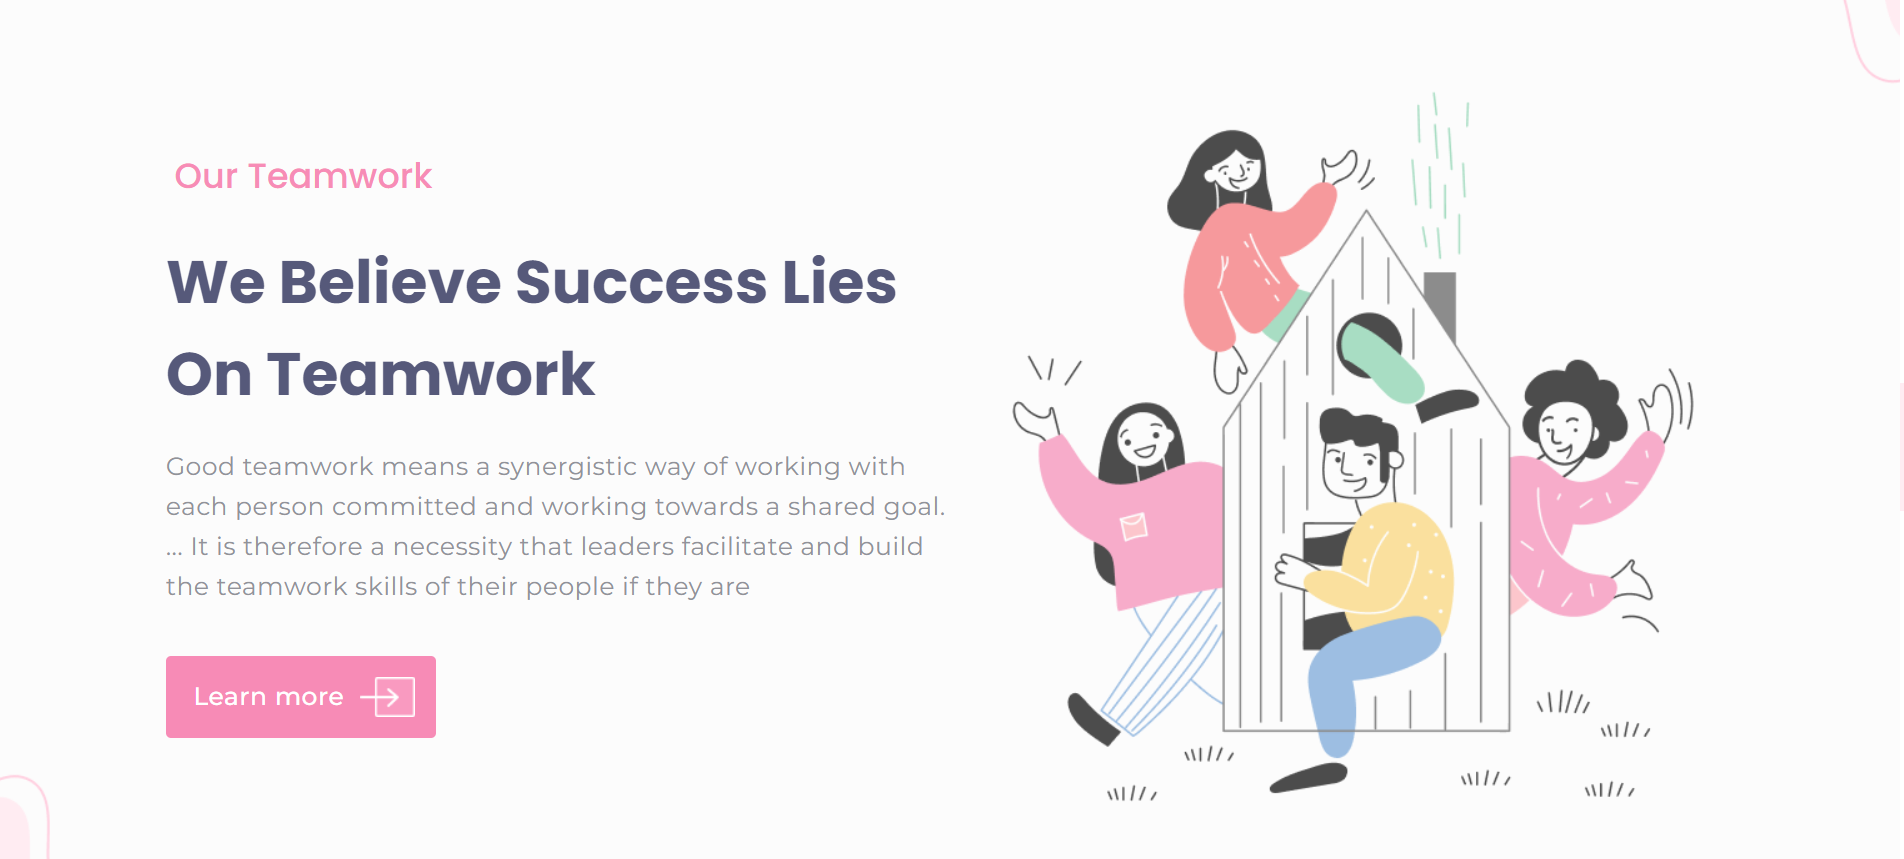 Our Teamwork
We Believe Success Lies
On Teamwork
Good teamwork means a synergistic way of working with
each person committed and working towards a shared goal.
... It is therefore a necessity that leaders facilitate and build
the teamwork skills of their people if they are
Learn more